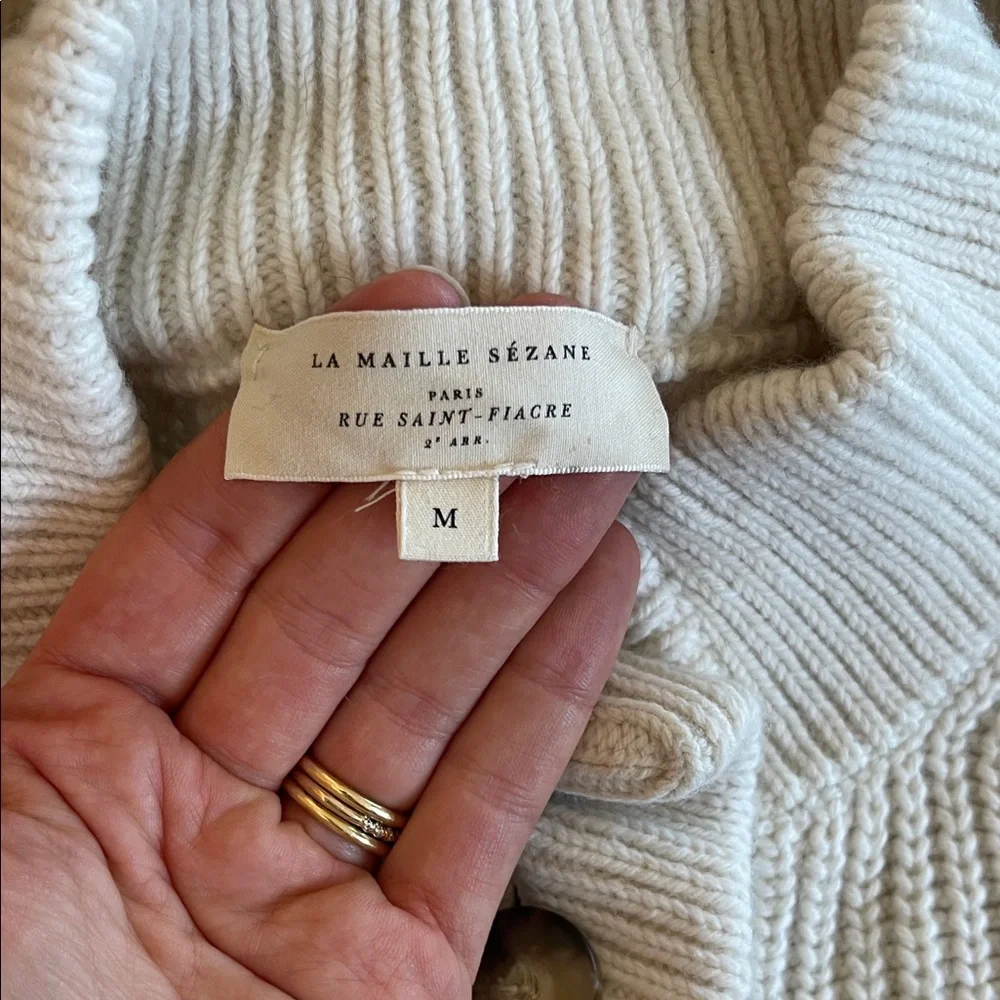 LA MAILLE SÉZANE
PARIS
RUE SAINT-FIACRE
2ᵉ ARR.
M